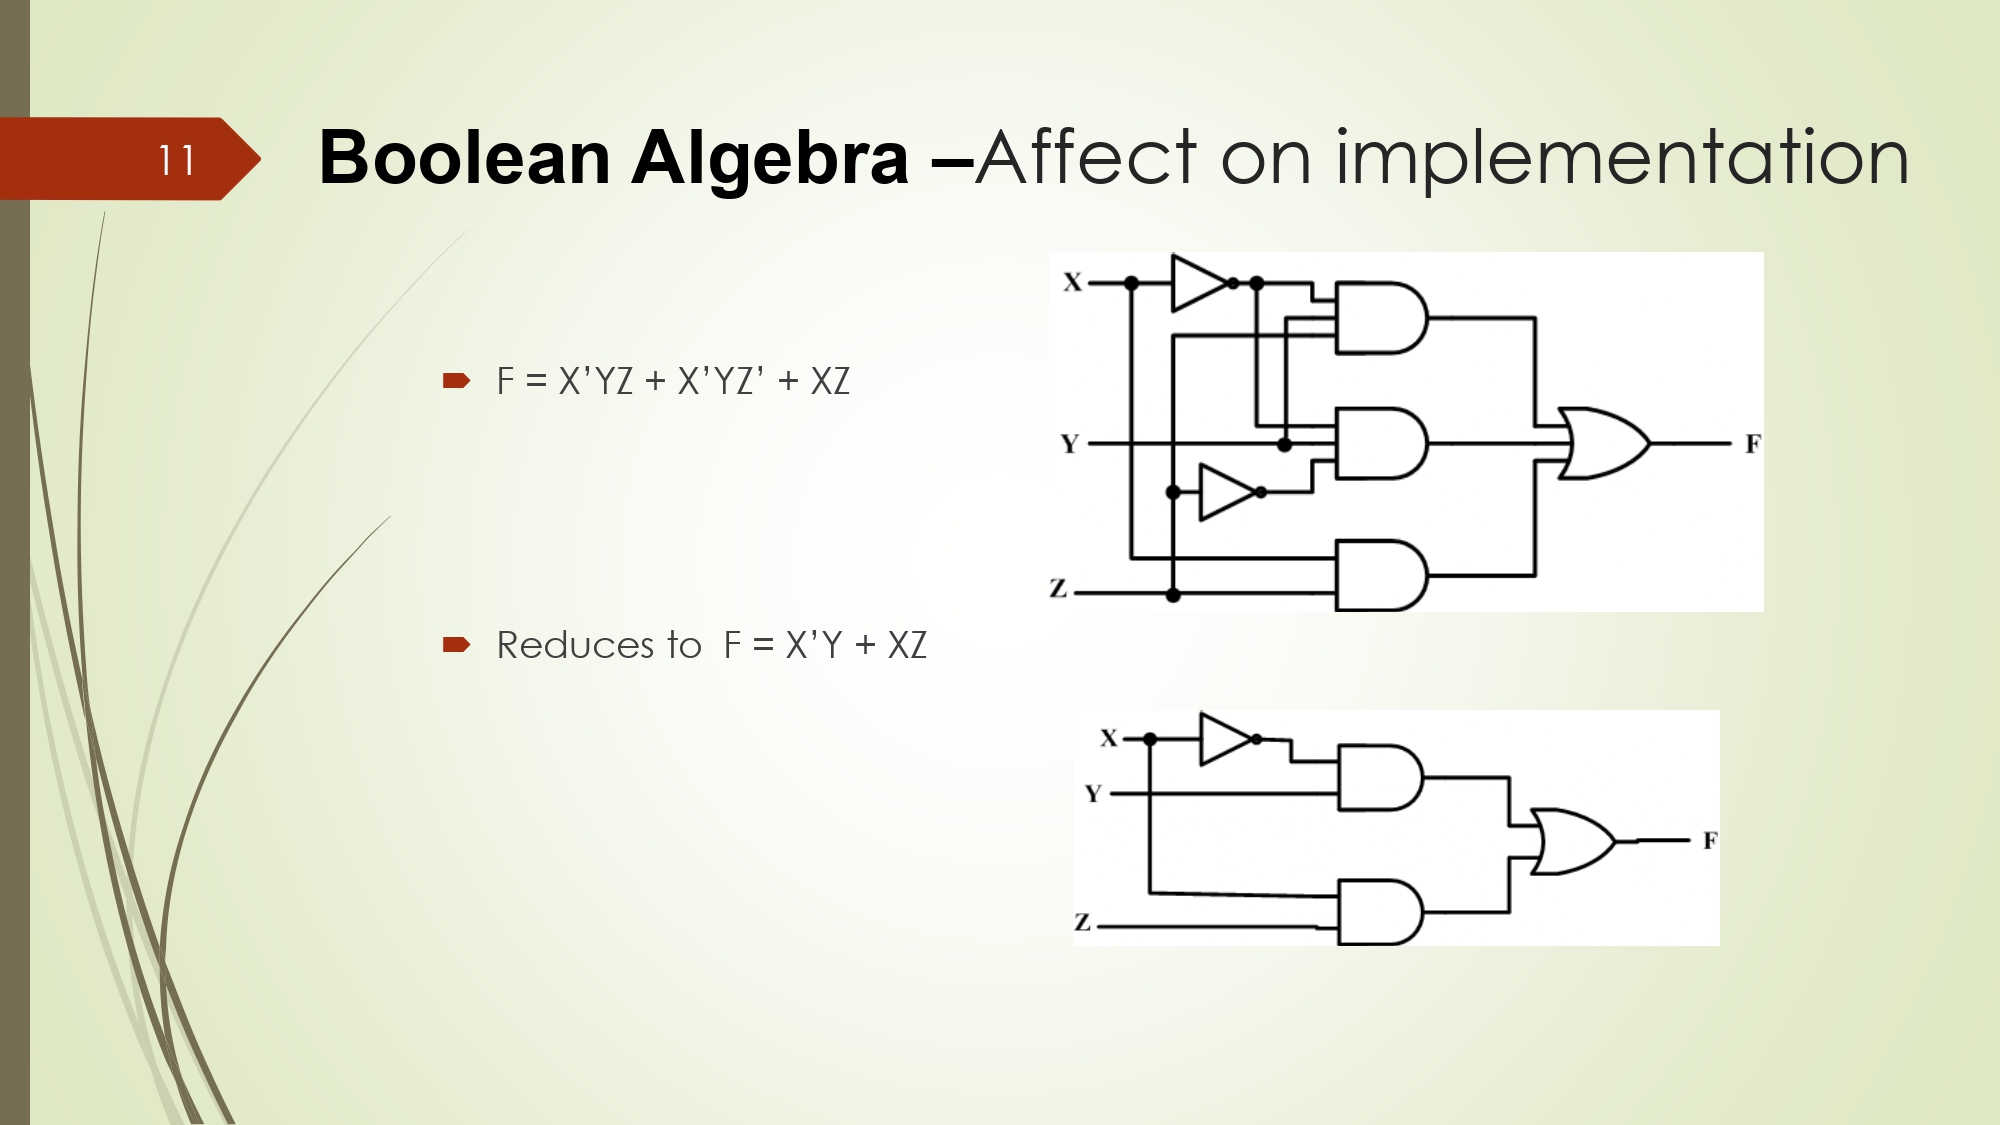 11
Boolean Algebra –Affect on implementation
F = X’YZ + X’YZ’ + XZ
X
Y
F
Z
Reduces to  F = X’Y + XZ
X
Y
F
Z